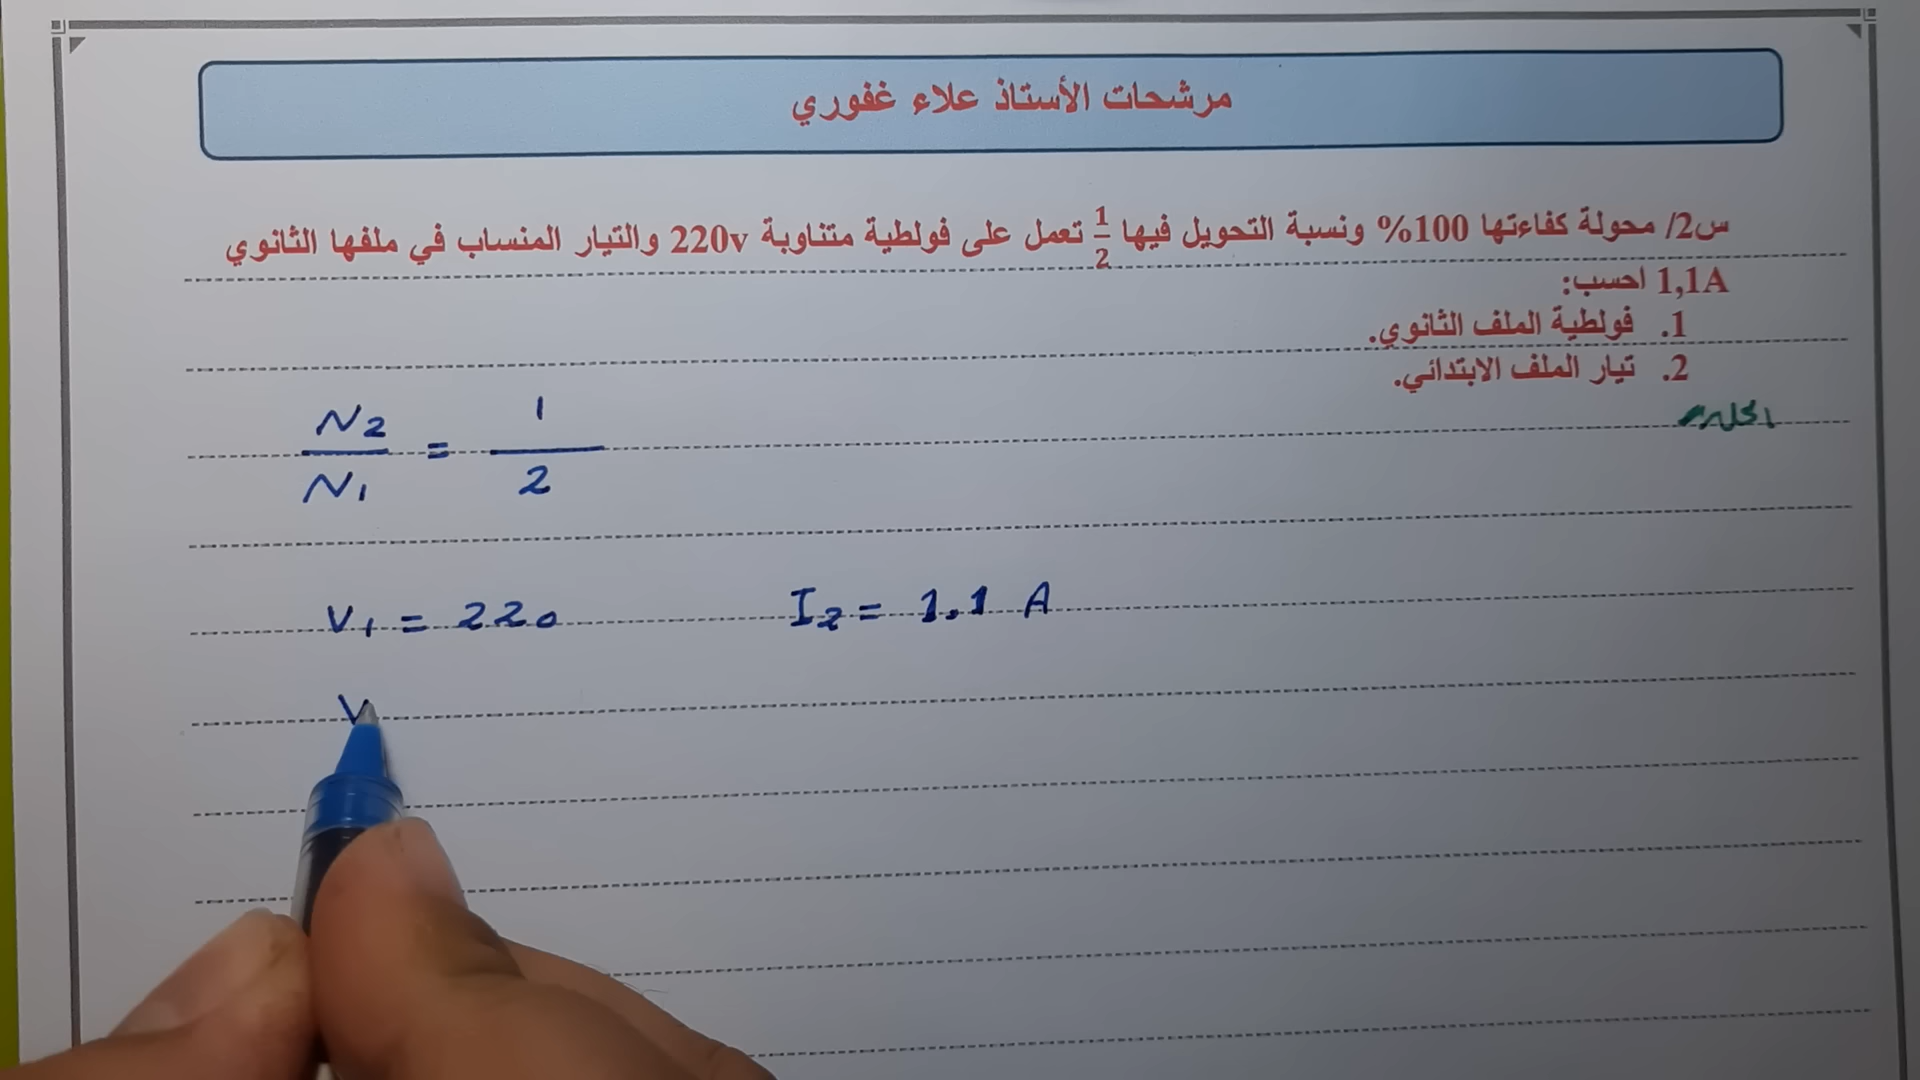 مرشحات الأستاذ علاء غفوري
س2/ محولة كفاءتها 100% ونسبة التحويل فيها 1/2 تعمل على فولطية متناوبة 220v والتيار المنساب في ملفها الثانوي
1,1A احسب:
1. فولطية الملف الثانوي.
2. تيار الملف الابتدائي.
الحل
N2/N1 = 1/2
V1 = 220 I2 = 1.1 A
V